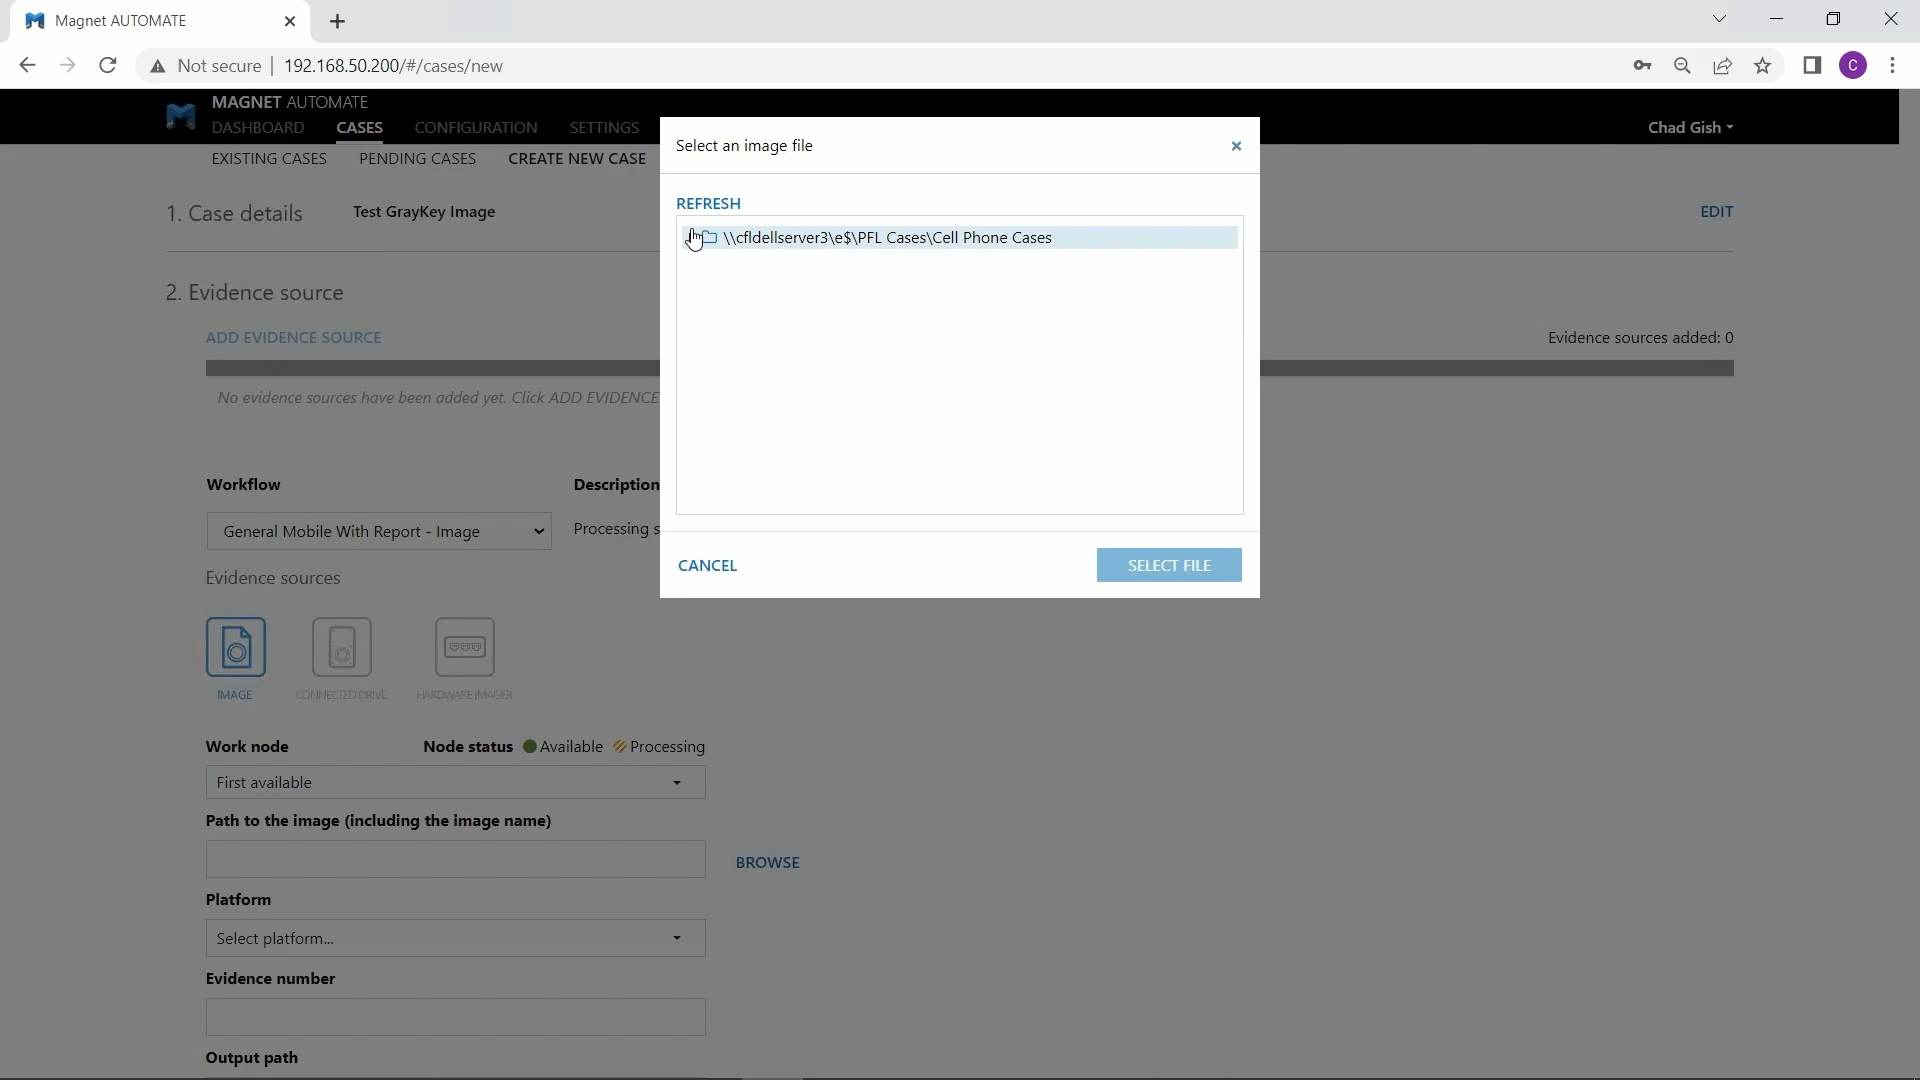 Magnet AUTOMATE
Not secure
192.168.50.200/#/cases/new
C
MAGNET AUTOMATE
DASHBOARD
CASES
CONFIGURATION
SETTINGS
Chad Gish
EXISTING CASES
PENDING CASES
CREATE NEW CASE
Select an image file
REFRESH
\\cfldellserver3\e$\PFL Cases\Cell Phone Cases
CANCEL
SELECT FILE
1. Case details
Test GrayKey Image
EDIT
2. Evidence source
ADD EVIDENCE SOURCE
Evidence sources added: 0
No evidence sources have been added yet. Click ADD EVIDENCE
Workflow
Description
General Mobile With Report - Image
Processing s
Evidence sources
IMAGE
CONNECTED DRIVE
HARDWARE IMAGER
Work node
Node status
Available
Processing
First available
Path to the image (including the image name)
BROWSE
Platform
Select platform...
Evidence number
Output path